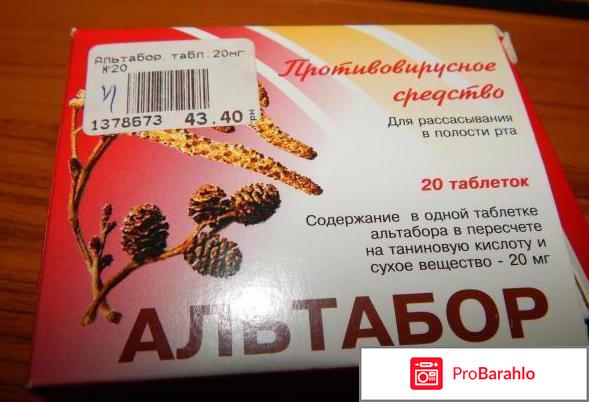 Альтабор табл.20мг
№20
1378673 43.40 грн
Противовирусное
средство
Для рассасывания
в полости рта
20 таблеток
Содержание в одной таблетке
альтабора в пересчете
на таниновую кислоту и
сухое вещество - 20 мг
АЛЬТАБОР
ProBarahlo